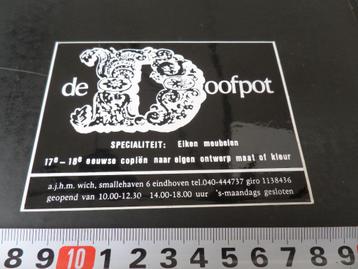 de Doofpot
SPECIALITEIT: Eiken meubelen
17e – 18e eeuwse copiën naar eigen ontwerp maat of kleur
a.j.h.m. wich, smallehaven 6 eindhoven tel.040-444737 giro 1138436
geopend van 10.00-12.30 14.00-18.00 uur 's-maandags gesloten
8 9 10 1 2 3 4 5 6 7 8 9